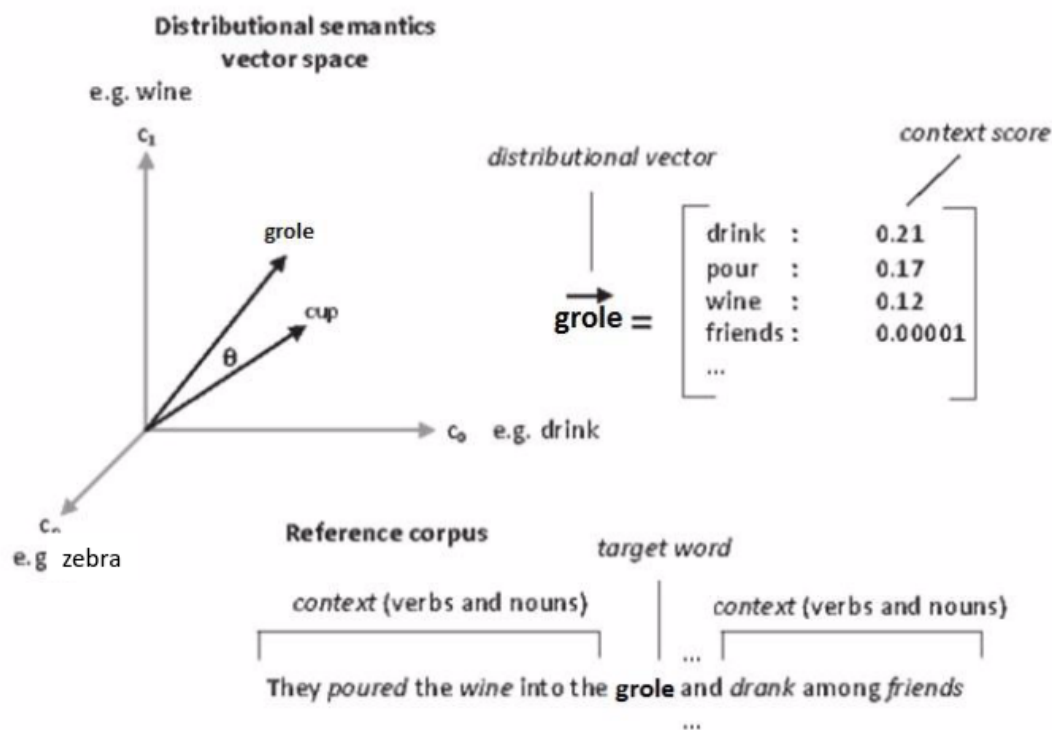 Distributional semantics
vector space
e.g. wine
c₁
grole
cup
θ
c₀ e.g. drink
e.g zebra
distributional vector
context score
grole =
drink : 0.21
pour : 0.17
wine : 0.12
friends : 0.00001
...
Reference corpus
target word
context (verbs and nouns)
context (verbs and nouns)
...
They poured the wine into the grole and drank among friends
...